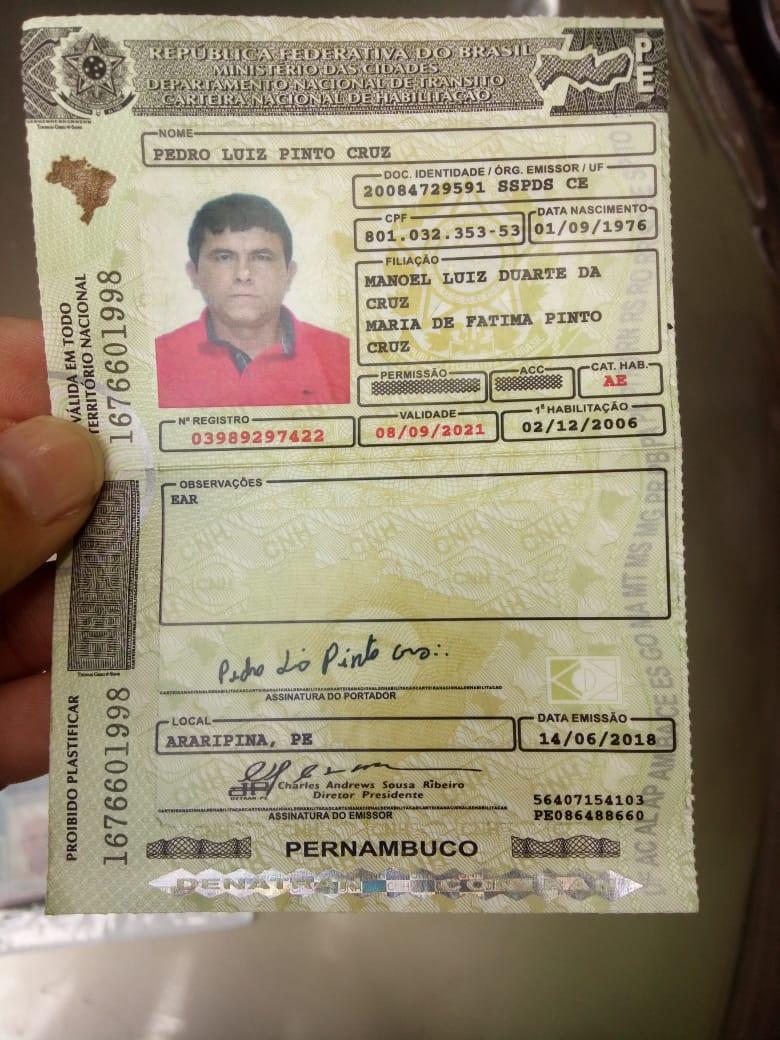 REPÚBLICA FEDERATIVA DO BRASIL
MINISTÉRIO DAS CIDADES
DEPARTAMENTO NACIONAL DE TRÂNSITO
CARTEIRA NACIONAL DE HABILITAÇÃO
PE
NOME
PEDRO LUIZ PINTO CRUZ
DOC. IDENTIDADE / ÓRG. EMISSOR / UF
20084729591 SSPDS CE
CPF
801.032.353-53
DATA NASCIMENTO
01/09/1976
FILIAÇÃO
MANOEL LUIZ DUARTE DA
CRUZ
MARIA DE FATIMA PINTO
CRUZ
PERMISSÃO
ACC
CAT. HAB.
AE
Nº REGISTRO
03989297422
VALIDADE
08/09/2021
1ª HABILITAÇÃO
02/12/2006
VÁLIDA EM TODO
TERRITÓRIO NACIONAL
1676601998
OBSERVAÇÕES
EAR
ASSINATURA DO PORTADOR
LOCAL
ARARIPINA, PE
DATA EMISSÃO
14/06/2018
DETRAN-PE
Charles Andrews Sousa Ribeiro
Diretor Presidente
ASSINATURA DO EMISSOR
56407154103
PE086488660
PROIBIDO PLASTIFICAR
1676601998
PERNAMBUCO
DENATRAN CONTRAN